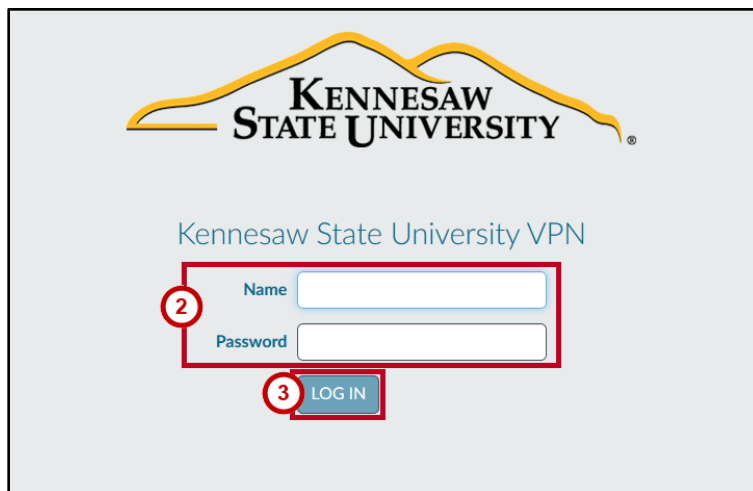 KENNESAW
STATE UNIVERSITY ®
Kennesaw State University VPN
Name
2
Password
3 LOG IN